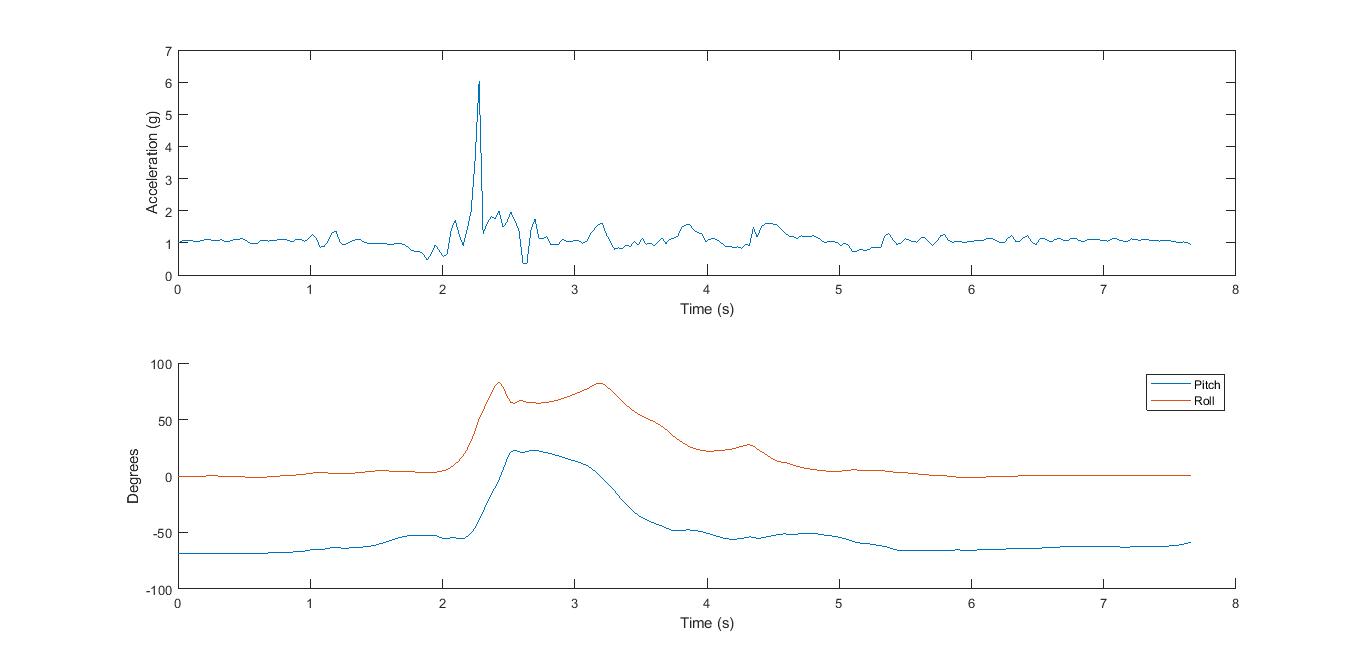 7
6
5
4
3
2
1
0
Acceleration (g)
0 1 2 3 4 5 6 7 8
Time (s)
100
50
0
-50
-100
Degrees
Pitch
Roll
0 1 2 3 4 5 6 7 8
Time (s)